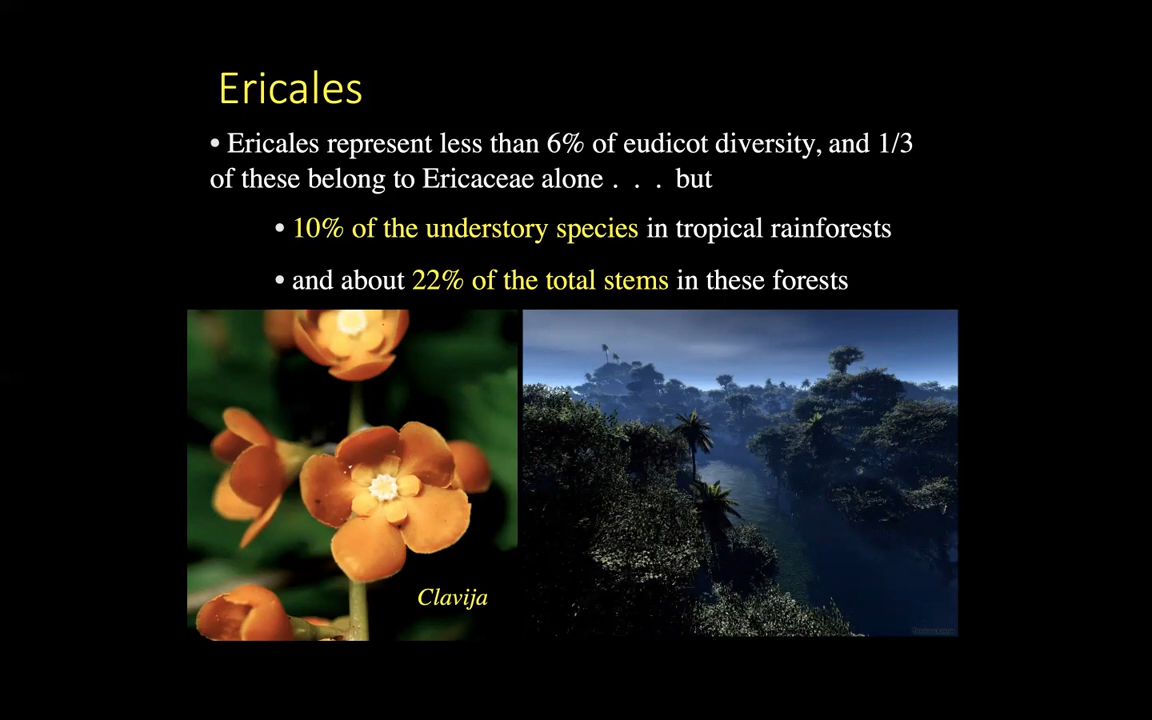 Ericales
• Ericales represent less than 6% of eudicot diversity, and 1/3
of these belong to Ericaceae alone . . . but
• 10% of the understory species in tropical rainforests
• and about 22% of the total stems in these forests
Clavija